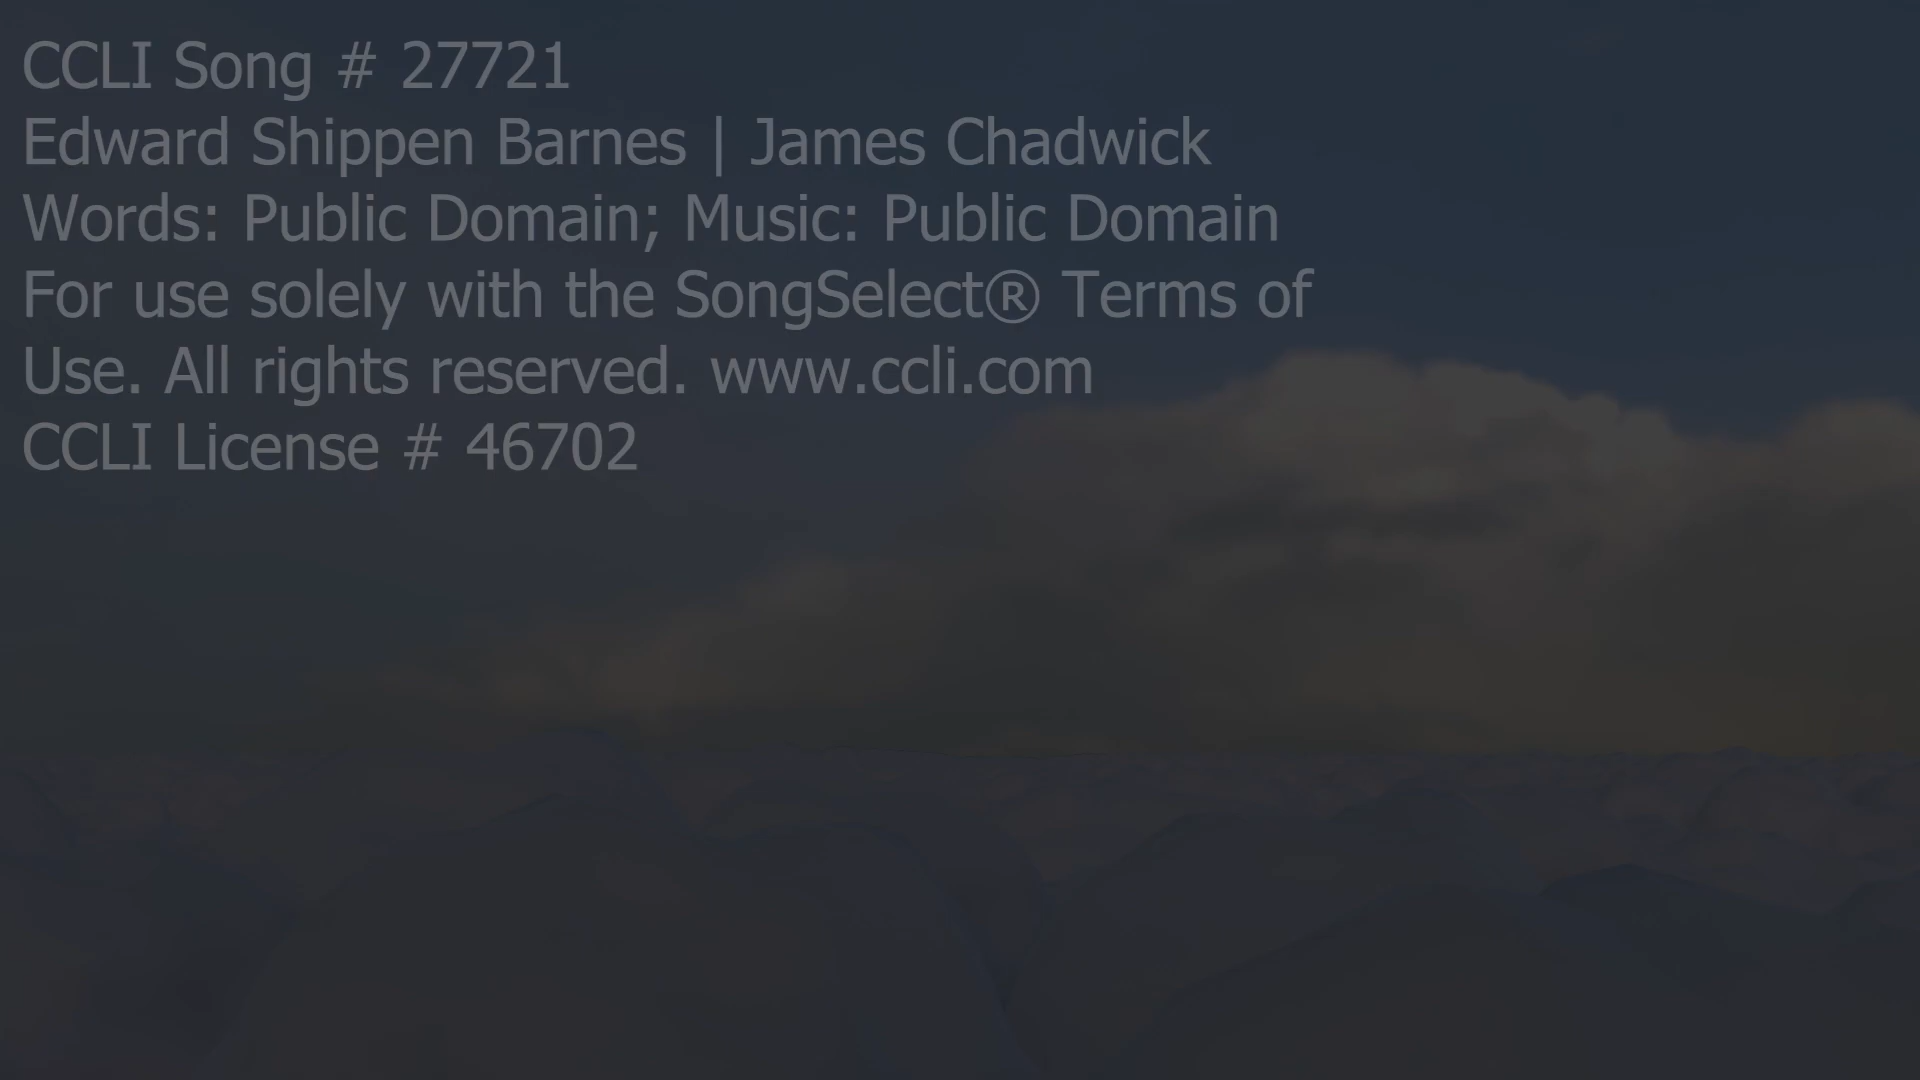 CCLI Song # 27721
Edward Shippen Barnes | James Chadwick
Words: Public Domain; Music: Public Domain
For use solely with the SongSelect® Terms of
Use. All rights reserved. www.ccli.com
CCLI License # 46702